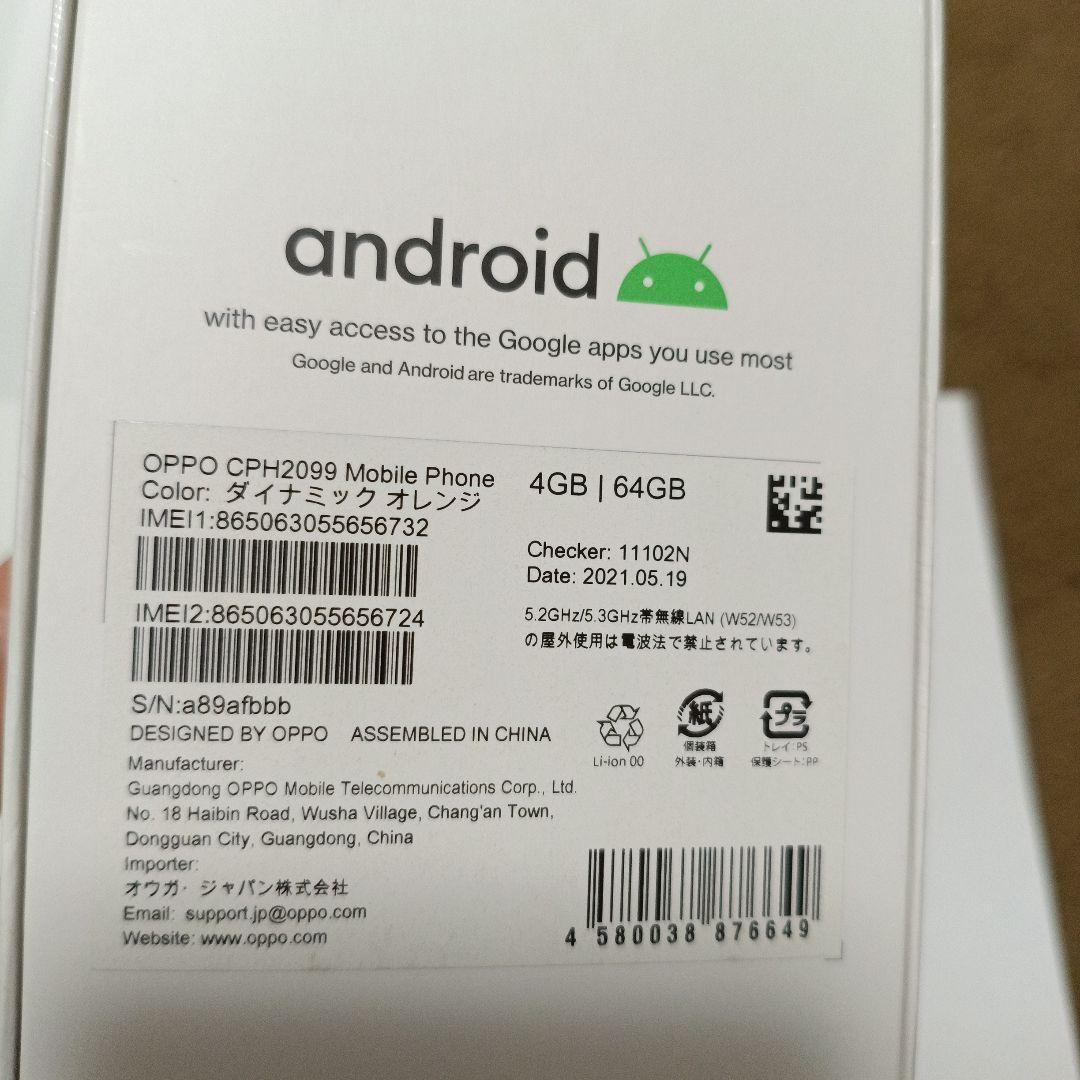 android
with easy access to the Google apps you use most
Google and Android are trademarks of Google LLC.
OPPO CPH2099 Mobile Phone
Color: ダイナミック オレンジ
IMEI1:865063055656732
IMEI2:865063055656724
S/N:a89afbbb
DESIGNED BY OPPO ASSEMBLED IN CHINA
Manufacturer:
Guangdong OPPO Mobile Telecommunications Corp., Ltd.
No. 18 Haibin Road, Wusha Village, Chang'an Town,
Dongguan City, Guangdong, China
Importer:
オウガ・ジャパン株式会社
Email: support.jp@oppo.com
Website: www.oppo.com
4GB | 64GB
Checker: 11102N
Date: 2021.05.19
5.2GHz/5.3GHz帯無線LAN (W52/W53)
の屋外使用は電波法で禁止されています。
Li-ion 00
紙
個装箱
外装・内箱
プラ
トレイ:PS
保護シート:PP
4 580038 876649